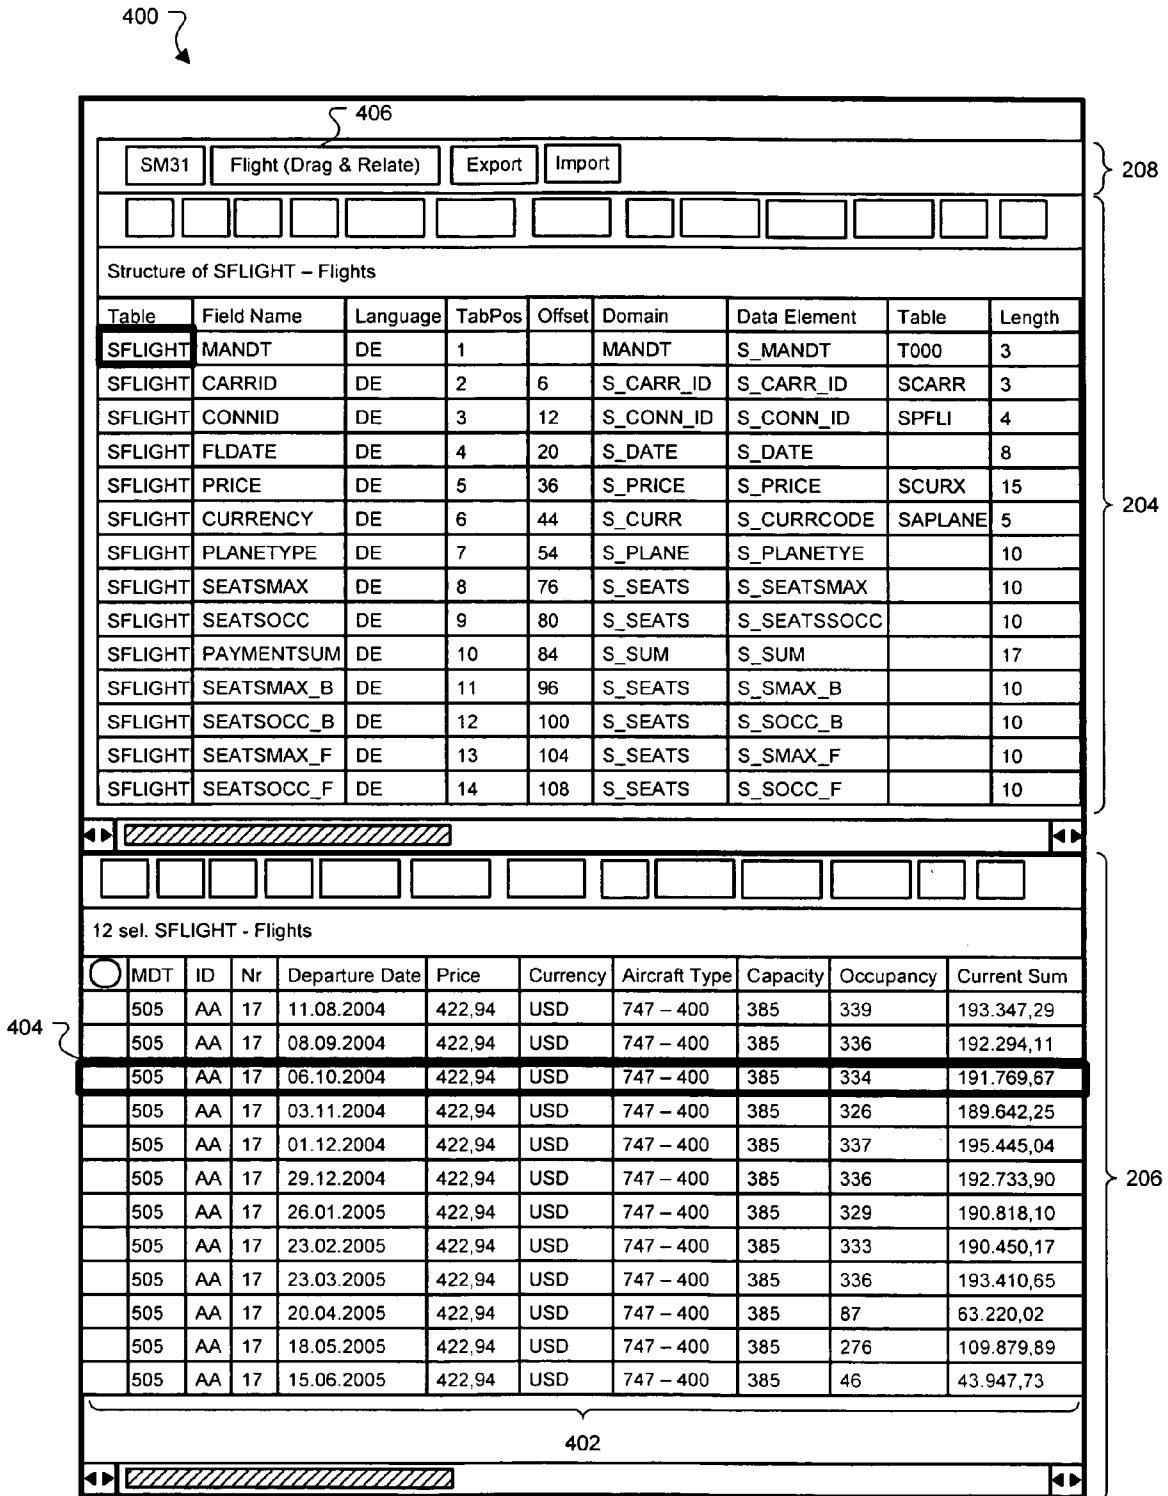 400
406
SM31 Flight (Drag & Relate) Export Import
208
Structure of SFLIGHT – Flights
Table Field Name Language TabPos Offset Domain Data Element Table Length
SFLIGHT MANDT DE 1 MANDT S_MANDT T000 3
SFLIGHT CARRID DE 2 6 S_CARR_ID S_CARR_ID SCARR 3
SFLIGHT CONNID DE 3 12 S_CONN_ID S_CONN_ID SPFLI 4
SFLIGHT FLDATE DE 4 20 S_DATE S_DATE 8
SFLIGHT PRICE DE 5 36 S_PRICE S_PRICE SCURX 15
204
SFLIGHT CURRENCY DE 6 44 S_CURR S_CURRCODE SAPLANE 5
SFLIGHT PLANETYPE DE 7 54 S_PLANE S_PLANETYE 10
SFLIGHT SEATSMAX DE 8 76 S_SEATS S_SEATSMAX 10
SFLIGHT SEATSOCC DE 9 80 S_SEATS S_SEATSSOCC 10
SFLIGHT PAYMENTSUM DE 10 84 S_SUM S_SUM 17
SFLIGHT SEATSMAX_B DE 11 96 S_SEATS S_SMAX_B 10
SFLIGHT SEATSOCC_B DE 12 100 S_SEATS S_SOCC_B 10
SFLIGHT SEATSMAX_F DE 13 104 S_SEATS S_SMAX_F 10
SFLIGHT SEATSOCC_F DE 14 108 S_SEATS S_SOCC_F 10
12 sel. SFLIGHT - Flights
MDT ID Nr Departure Date Price Currency Aircraft Type Capacity Occupancy Current Sum
505 AA 17 11.08.2004 422,94 USD 747 – 400 385 339 193.347,29
404
505 AA 17 08.09.2004 422,94 USD 747 – 400 385 336 192.294,11
505 AA 17 06.10.2004 422,94 USD 747 – 400 385 334 191.769,67
505 AA 17 03.11.2004 422,94 USD 747 – 400 385 326 189.642,25
505 AA 17 01.12.2004 422,94 USD 747 – 400 385 337 195.445,04
505 AA 17 29.12.2004 422,94 USD 747 – 400 385 336 192.733,90
206
505 AA 17 26.01.2005 422,94 USD 747 – 400 385 329 190.818,10
505 AA 17 23.02.2005 422,94 USD 747 – 400 385 333 190.450,17
505 AA 17 23.03.2005 422,94 USD 747 – 400 385 336 193.410,65
505 AA 17 20.04.2005 422,94 USD 747 – 400 385 87 63.220,02
505 AA 17 18.05.2005 422,94 USD 747 – 400 385 276 109.879,89
505 AA 17 15.06.2005 422,94 USD 747 – 400 385 46 43.947,73
402